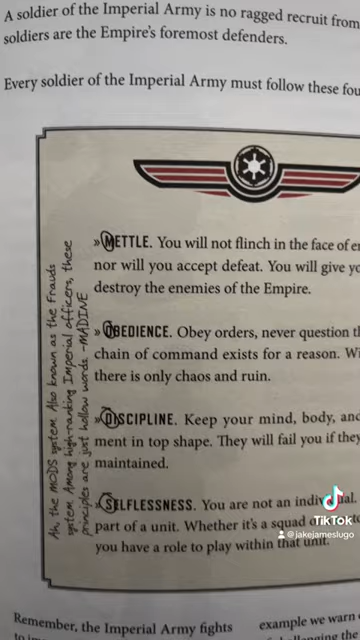 A soldier of the Imperial Army is no ragged recruit from
soldiers are the Empire's foremost defenders.
Every soldier of the Imperial Army must follow these fou
» METTLE. You will not flinch in the face of e
nor will you accept defeat. You will give yo
destroy the enemies of the Empire.
» OBEDIENCE. Obey orders, never question th
chain of command exists for a reason. Wi
there is only chaos and ruin.
» DISCIPLINE. Keep your mind, body, and
ment in top shape. They will fail you if they
maintained.
» SELFLESSNESS. You are not an individual.
part of a unit. Whether it's a squad
you have a role to play within that unit.
Ah, the MODS system. Also known as the Frauds
system. Among high-ranking Imperial officers, these
principles are just hollow words. -MADINE
TikTok
@jakejameslugo
Remember, the Imperial Army fights
example we warn